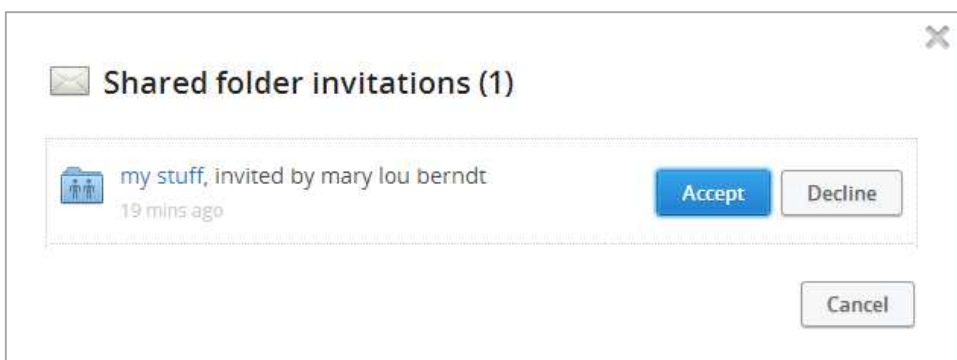 Shared folder invitations (1)
my stuff, invited by mary lou berndt
19 mins ago
Accept
Decline
Cancel